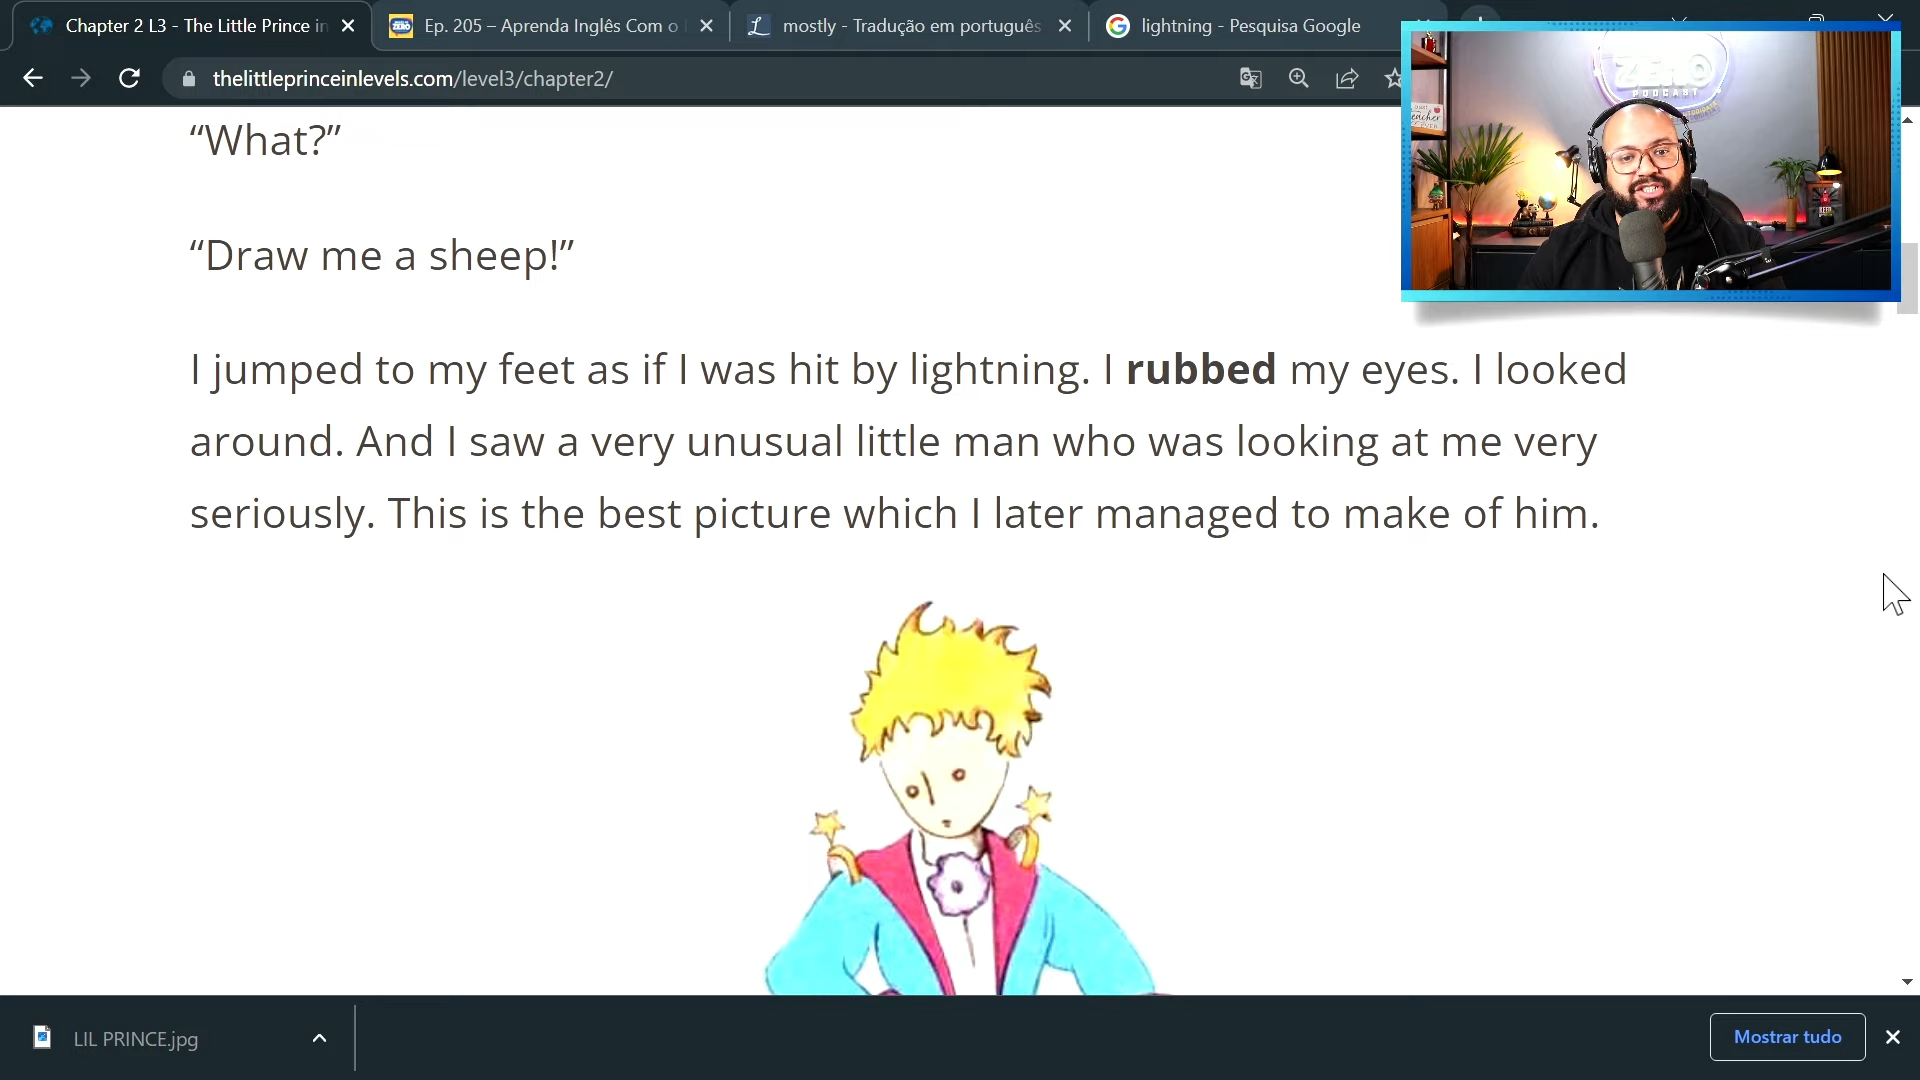 Chapter 2 L3 - The Little Prince in
Ep. 205 – Aprenda Inglês Com o
mostly - Tradução em português
lightning - Pesquisa Google
thelittleprinceinlevels.com/level3/chapter2/
ZERO
PODCAST
“What?”
“Draw me a sheep!”
I jumped to my feet as if I was hit by lightning. I rubbed my eyes. I looked
around. And I saw a very unusual little man who was looking at me very
seriously. This is the best picture which I later managed to make of him.
LIL PRINCE.jpg
Mostrar tudo